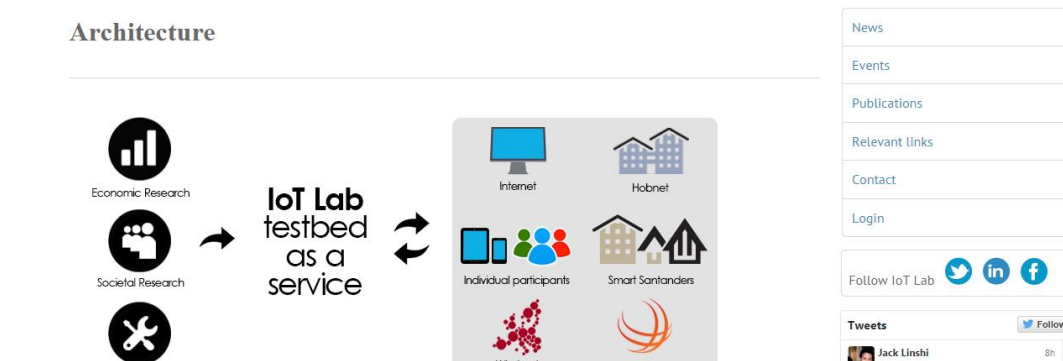 Architecture
Economic Research
Societal Research
IoT Lab
testbed
as a
service
Internet
Hobnet
Individual participants
Smart Santanders
News
Events
Publications
Relevant links
Contact
Login
Follow IoT Lab
Tweets
Follow
Jack Linshi
8h